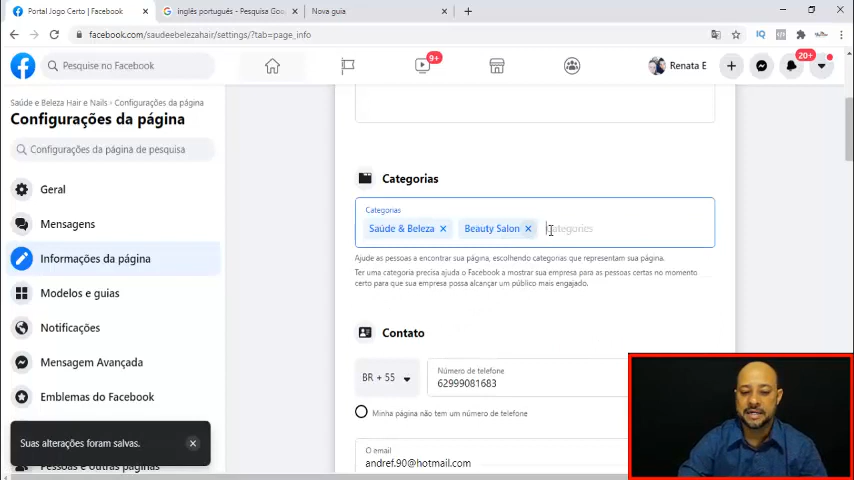 Portal Jogo Certo | Facebook
inglês português - Pesquisa Goo
Nova guia
facebook.com/saudeebelezahair/settings/?tab=page_info
Pesquise no Facebook
9+
Renata E
20+
Saúde e Beleza Hair e Nails › Configurações da página
Configurações da página
Configurações da página de pesquisa
Geral
Mensagens
Informações da página
Modelos e guias
Notificações
Mensagem Avançada
Emblemas do Facebook
Pessoas e outras páginas
Suas alterações foram salvas.
Categorias
Categorias
Saúde & Beleza
Beauty Salon
Categories
Ajude as pessoas a encontrar sua página, escolhendo categorias que representam sua página.
Ter uma categoria precisa ajuda o Facebook a mostrar sua empresa para as pessoas certas no momento
certo para que sua empresa possa alcançar um público mais engajado.
Contato
BR + 55
Número de telefone
62999081683
Minha página não tem um número de telefone
O email
andref.90@hotmail.com